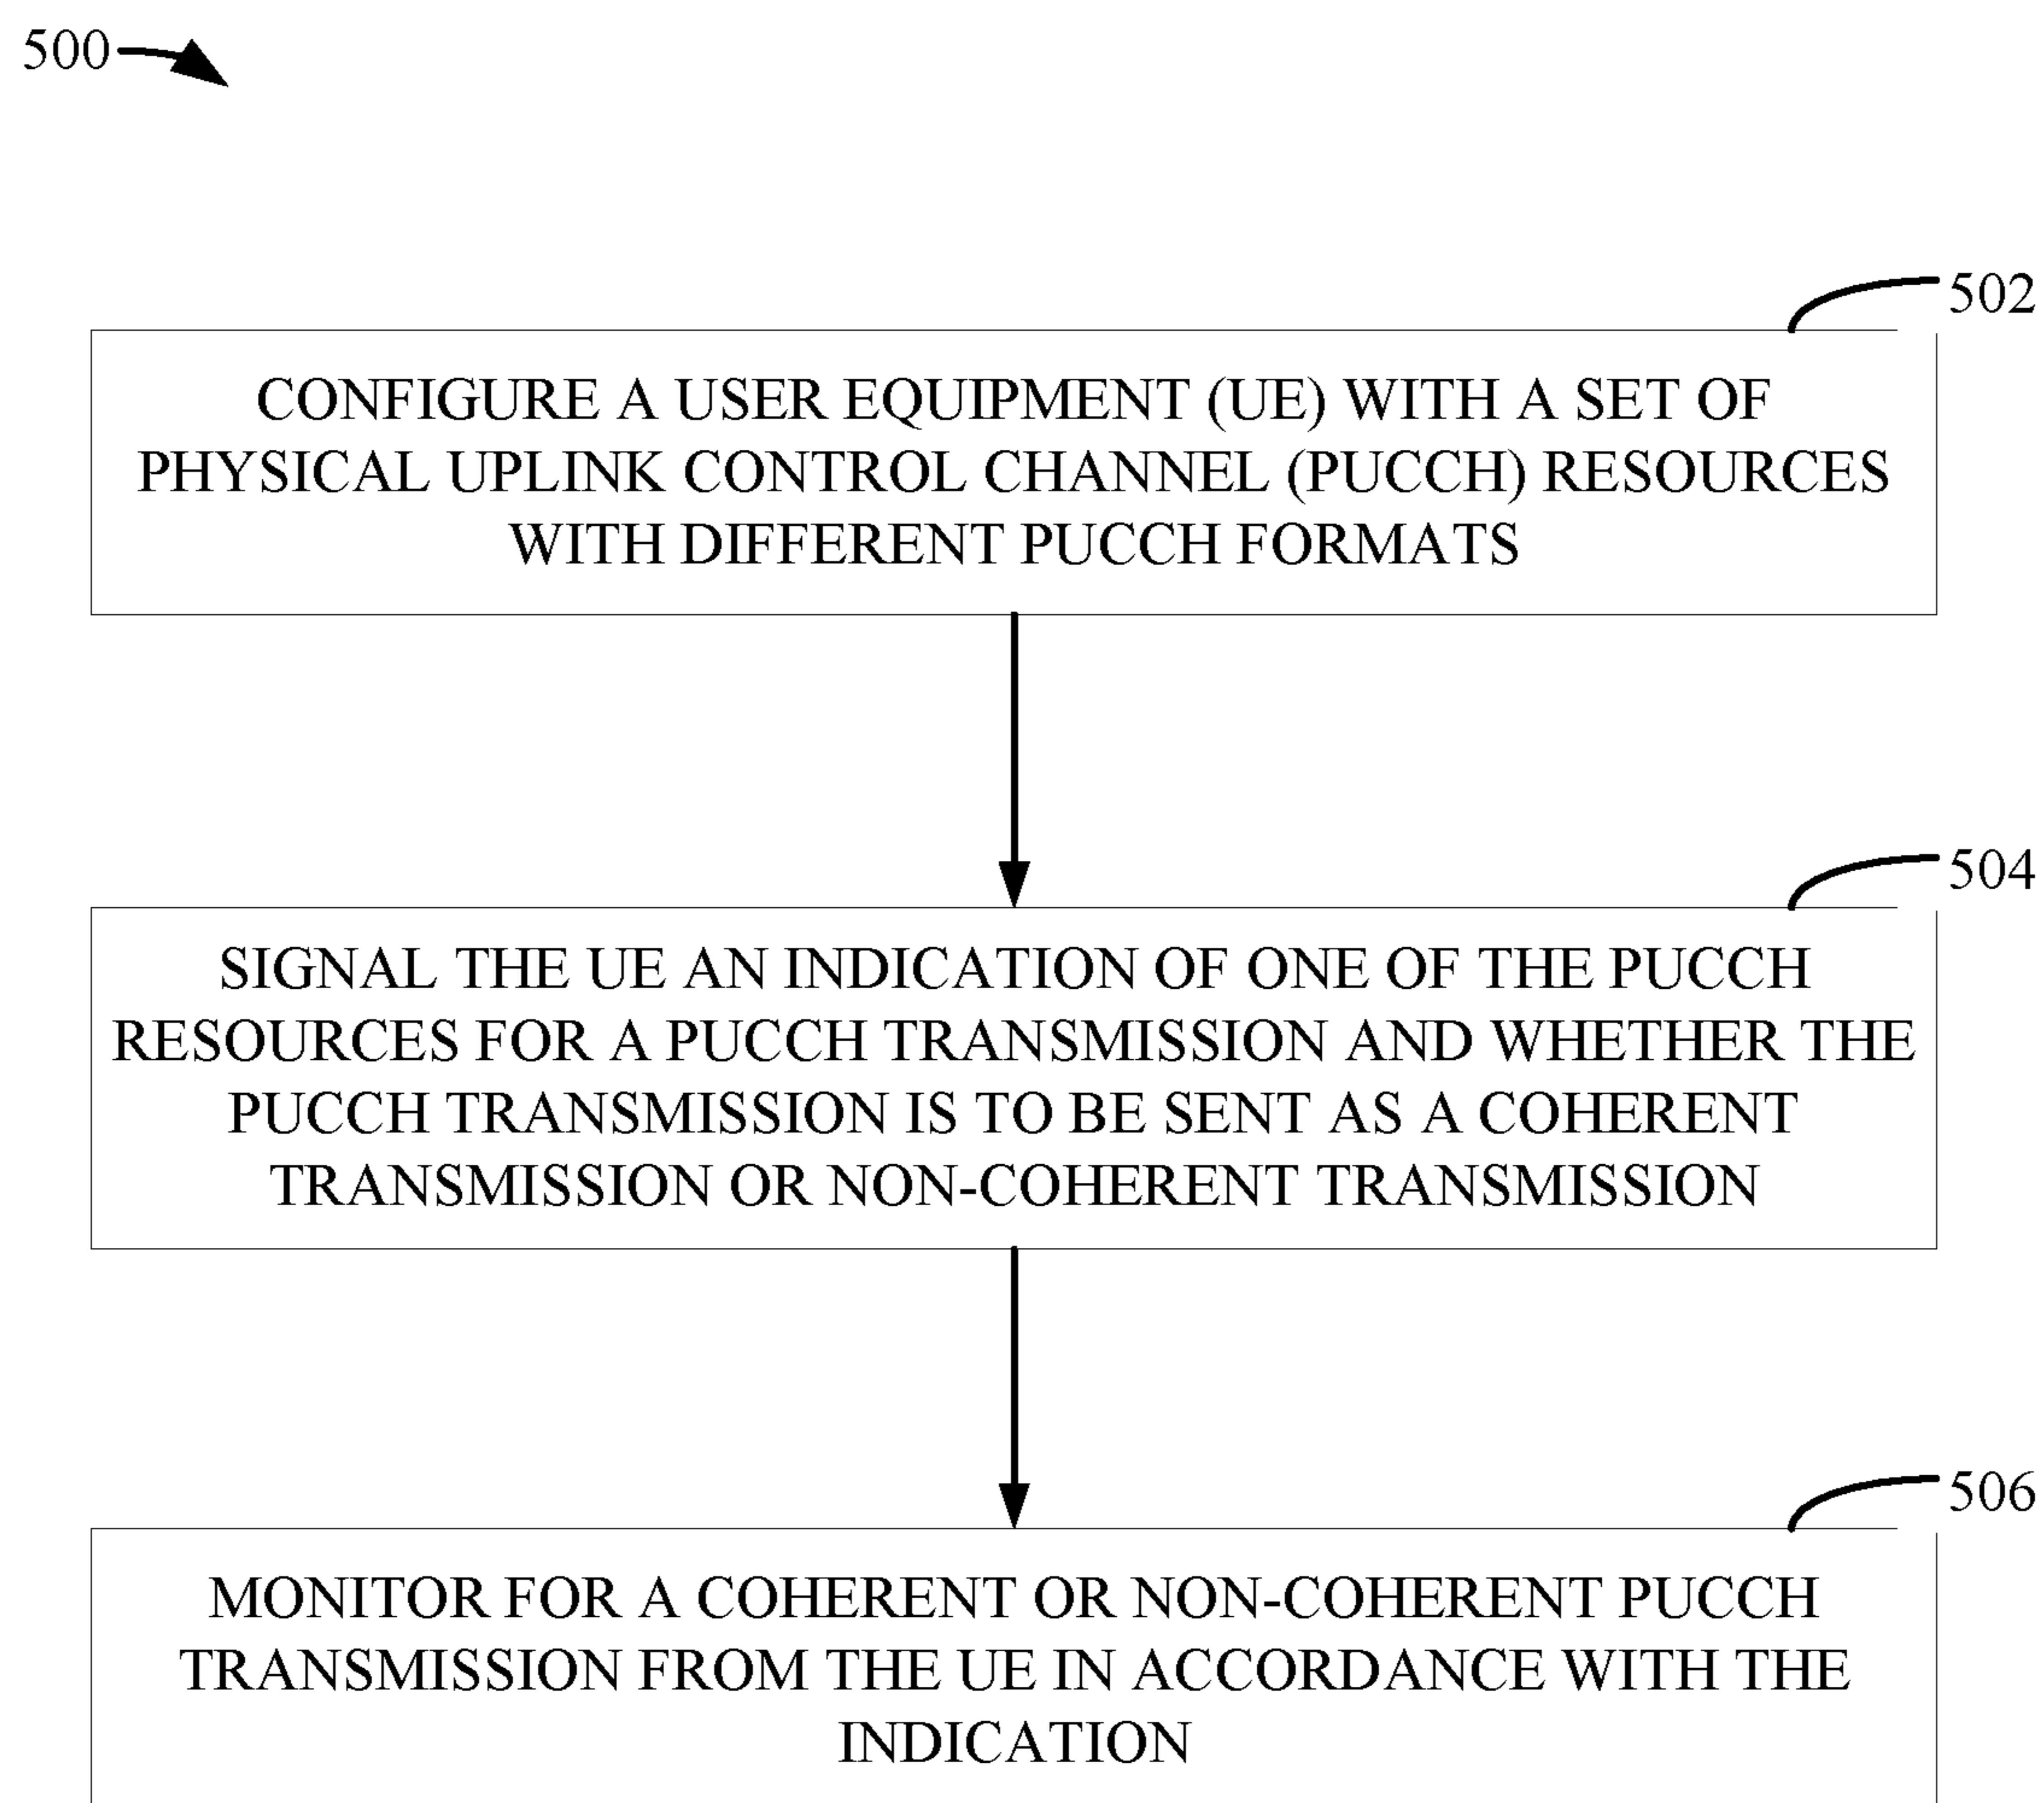 500
502
CONFIGURE A USER EQUIPMENT (UE) WITH A SET OF
PHYSICAL UPLINK CONTROL CHANNEL (PUCCH) RESOURCES
WITH DIFFERENT PUCCH FORMATS
504
SIGNAL THE UE AN INDICATION OF ONE OF THE PUCCH
RESOURCES FOR A PUCCH TRANSMISSION AND WHETHER THE
PUCCH TRANSMISSION IS TO BE SENT AS A COHERENT
TRANSMISSION OR NON-COHERENT TRANSMISSION
506
MONITOR FOR A COHERENT OR NON-COHERENT PUCCH
TRANSMISSION FROM THE UE IN ACCORDANCE WITH THE
INDICATION